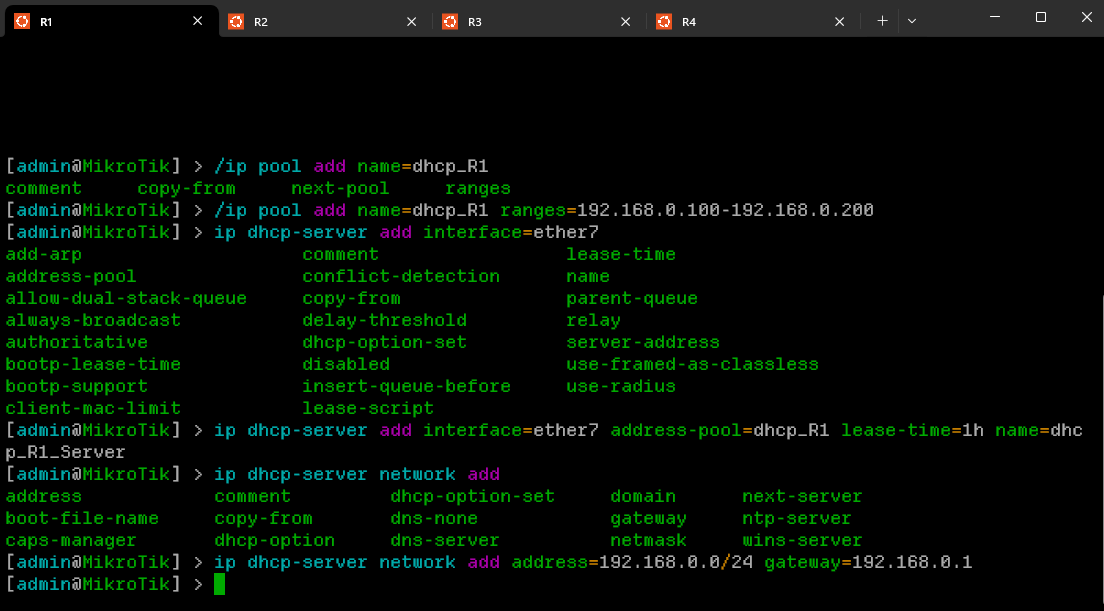 R1
R2
R3
R4
[admin@MikroTik] > /ip pool add name=dhcp_R1
comment copy-from next-pool ranges
[admin@MikroTik] > /ip pool add name=dhcp_R1 ranges=192.168.0.100-192.168.0.200
[admin@MikroTik] > ip dhcp-server add interface=ether7
add-arp comment lease-time
address-pool conflict-detection name
allow-dual-stack-queue copy-from parent-queue
always-broadcast delay-threshold relay
authoritative dhcp-option-set server-address
bootp-lease-time disabled use-framed-as-classless
bootp-support insert-queue-before use-radius
client-mac-limit lease-script
[admin@MikroTik] > ip dhcp-server add interface=ether7 address-pool=dhcp_R1 lease-time=1h name=dhc
p_R1_Server
[admin@MikroTik] > ip dhcp-server network add
address comment dhcp-option-set domain next-server
boot-file-name copy-from dns-none gateway ntp-server
caps-manager dhcp-option dns-server netmask wins-server
[admin@MikroTik] > ip dhcp-server network add address=192.168.0.0/24 gateway=192.168.0.1
[admin@MikroTik] >